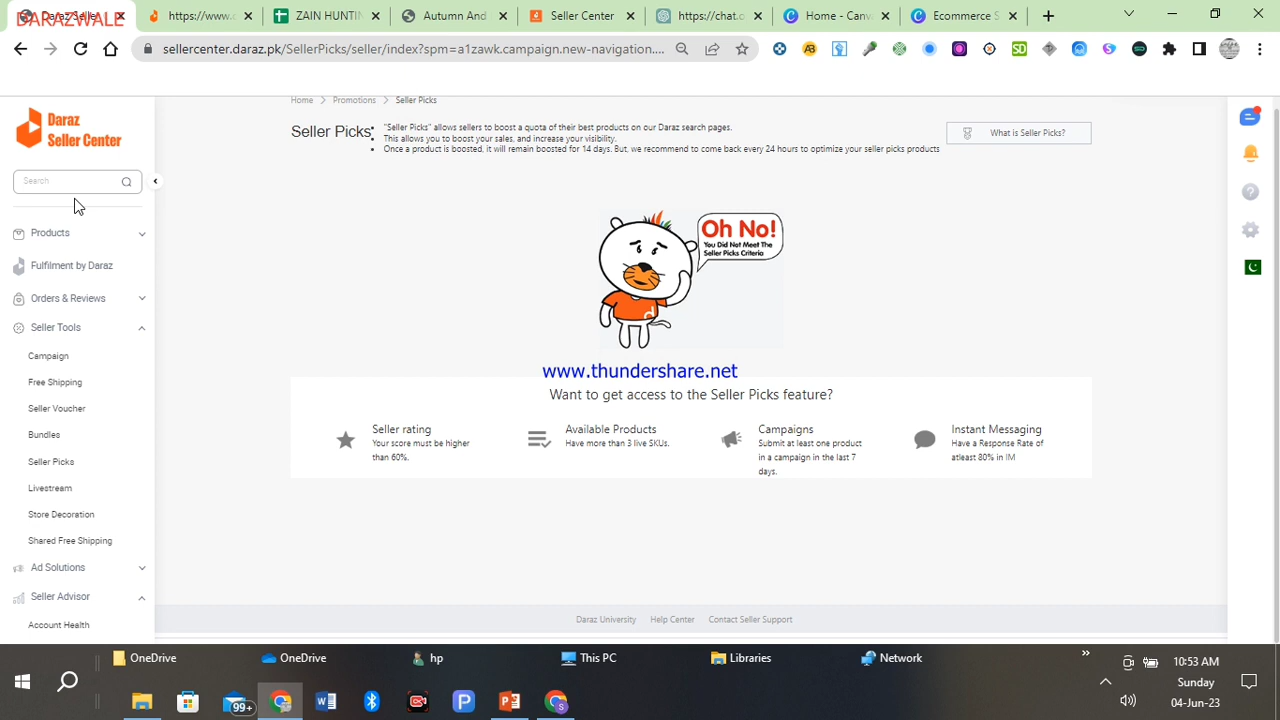 DARAZWALE
Daraz Seller
https://www.c
ZAIN HUNTIN
Autumn And
Seller Center
https://chat.o
Home - Canv
Ecommerce S
sellercenter.daraz.pk/SellerPicks/seller/index?spm=a1zawk.campaign.new-navigation....
Daraz
Seller Center
Search
Products
Fulfilment by Daraz
Orders & Reviews
Seller Tools
Campaign
Free Shipping
Seller Voucher
Bundles
Seller Picks
Livestream
Store Decoration
Shared Free Shipping
Ad Solutions
Seller Advisor
Account Health
Home > Promotions > Seller Picks
Seller Picks:
"Seller Picks" allows sellers to boost a quota of their best products on our Daraz search pages.
This allows you to boost your sales, and increase your visibility.
Once a product is boosted, it will remain boosted for 14 days. But, we recommend to come back every 24 hours to optimize your seller picks products
What is Seller Picks?
Oh No!
You Did Not Meet The
Seller Picks Criteria
www.thundershare.net
Want to get access to the Seller Picks feature?
Seller rating
Your score must be higher
than 60%.
Available Products
Have more than 3 live SKUs.
Campaigns
Submit at least one product
in a campaign in the last 7
days.
Instant Messaging
Have a Response Rate of
atleast 80% in IM
Daraz University
Help Center
Contact Seller Support
OneDrive
OneDrive
hp
This PC
Libraries
Network
99+
10:53 AM
Sunday
04-Jun-23